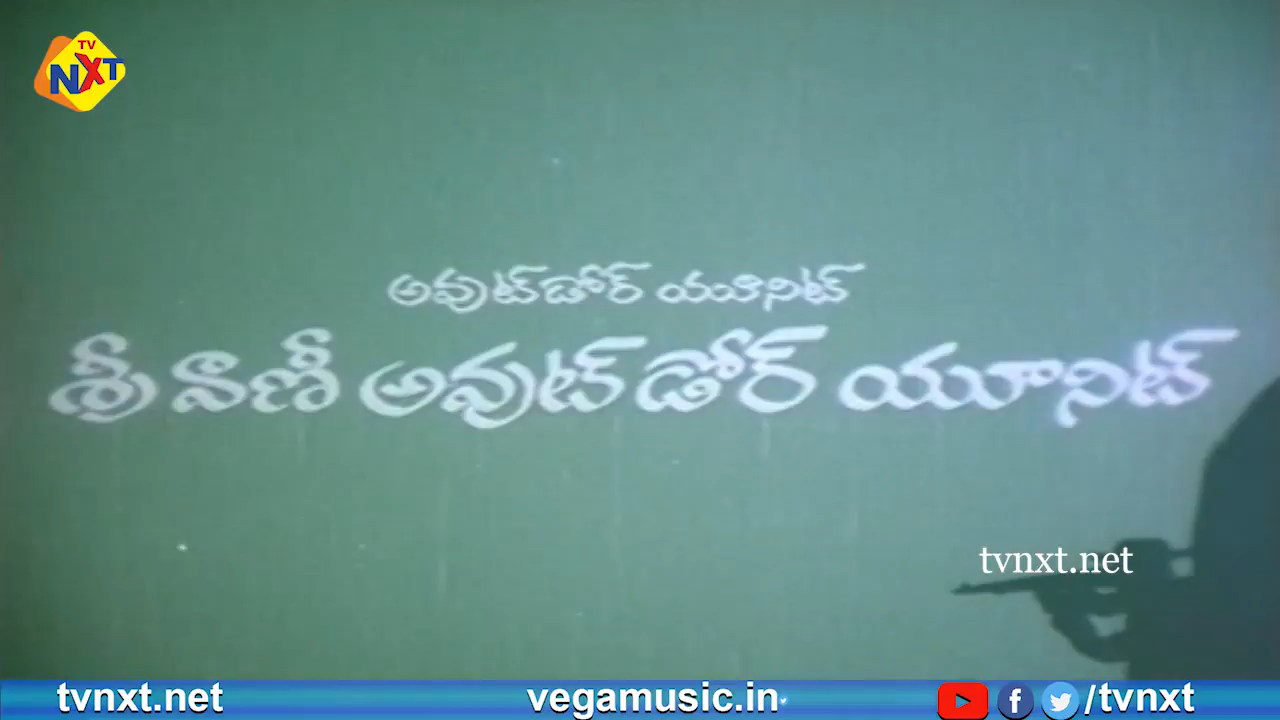 TV
NXT
అవుట్‌డోర్ యూనిట్
శ్రీ వాణీ అవుట్‌డోర్ యూనిట్
tvnxt.net
tvnxt.net vegamusic.in /tvnxt